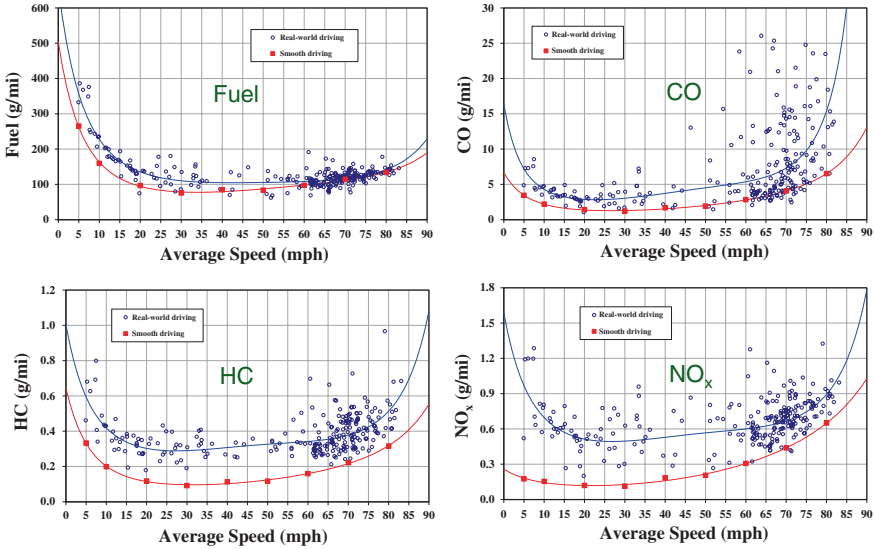 Fuel (g/mi)
600
500
400
300
200
100
0
Real-world driving
Smooth driving
Fuel
0 5 10 15 20 25 30 35 40 45 50 55 60 65 70 75 80 85 90
Average Speed (mph)
CO (g/mi)
30
25
20
15
10
5
0
Real-world driving
Smooth driving
CO
0 5 10 15 20 25 30 35 40 45 50 55 60 65 70 75 80 85 90
Average Speed (mph)
HC (g/mi)
1.2
1.0
0.8
0.6
0.4
0.2
0.0
Real-world driving
Smooth driving
HC
0 5 10 15 20 25 30 35 40 45 50 55 60 65 70 75 80 85 90
Average Speed (mph)
NOx (g/mi)
1.8
1.5
1.2
0.9
0.6
0.3
0.0
Real-world driving
Smooth driving
NOx
0 5 10 15 20 25 30 35 40 45 50 55 60 65 70 75 80 85 90
Average Speed (mph)